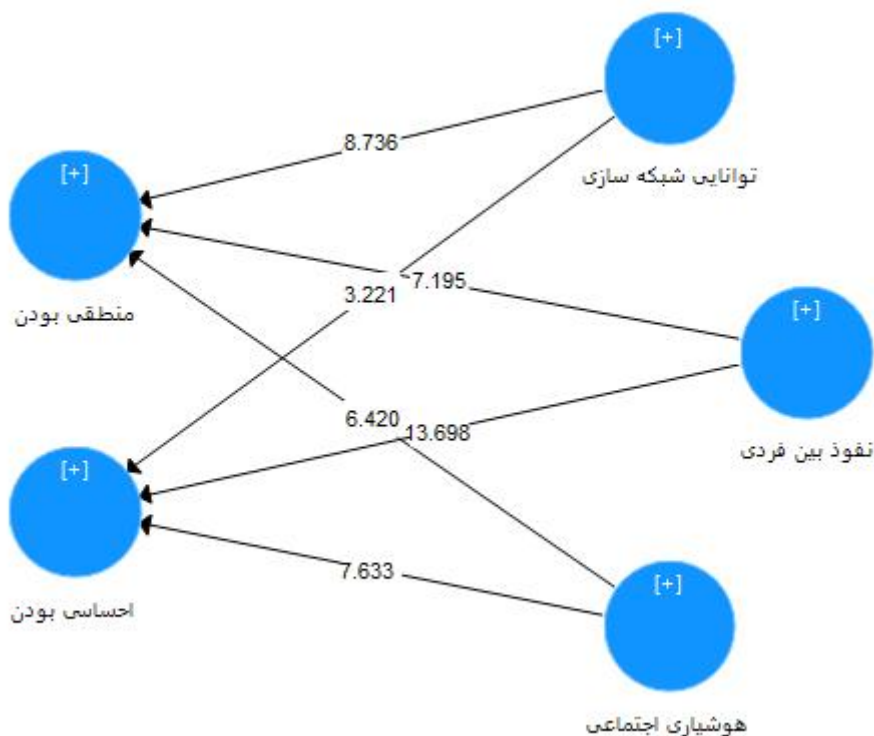 [+]
توانایی شبکه سازی
8.736
[+]
منطقی بودن
7.195
3.221
[+]
نفوذ بین فردی
6.420
13.698
[+]
احساسی بودن
7.633
[+]
هوشیاری اجتماعی